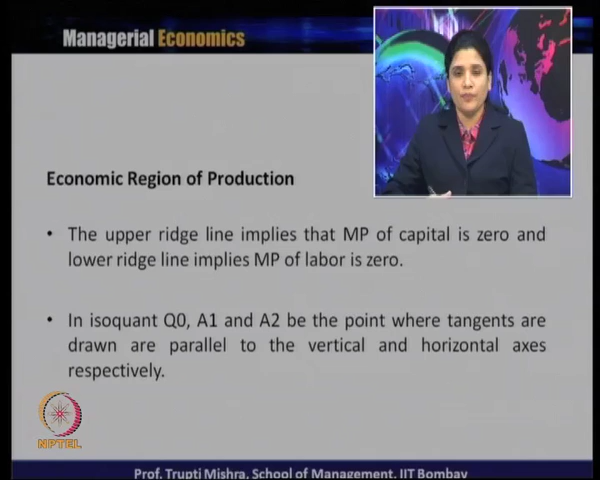 Managerial Economics
Economic Region of Production
• The upper ridge line implies that MP of capital is zero and
lower ridge line implies MP of labor is zero.
• In isoquant Q0, A1 and A2 be the point where tangents are
drawn are parallel to the vertical and horizontal axes
respectively.
NPTEL
Prof. Trupti Mishra, School of Management, IIT Bombay